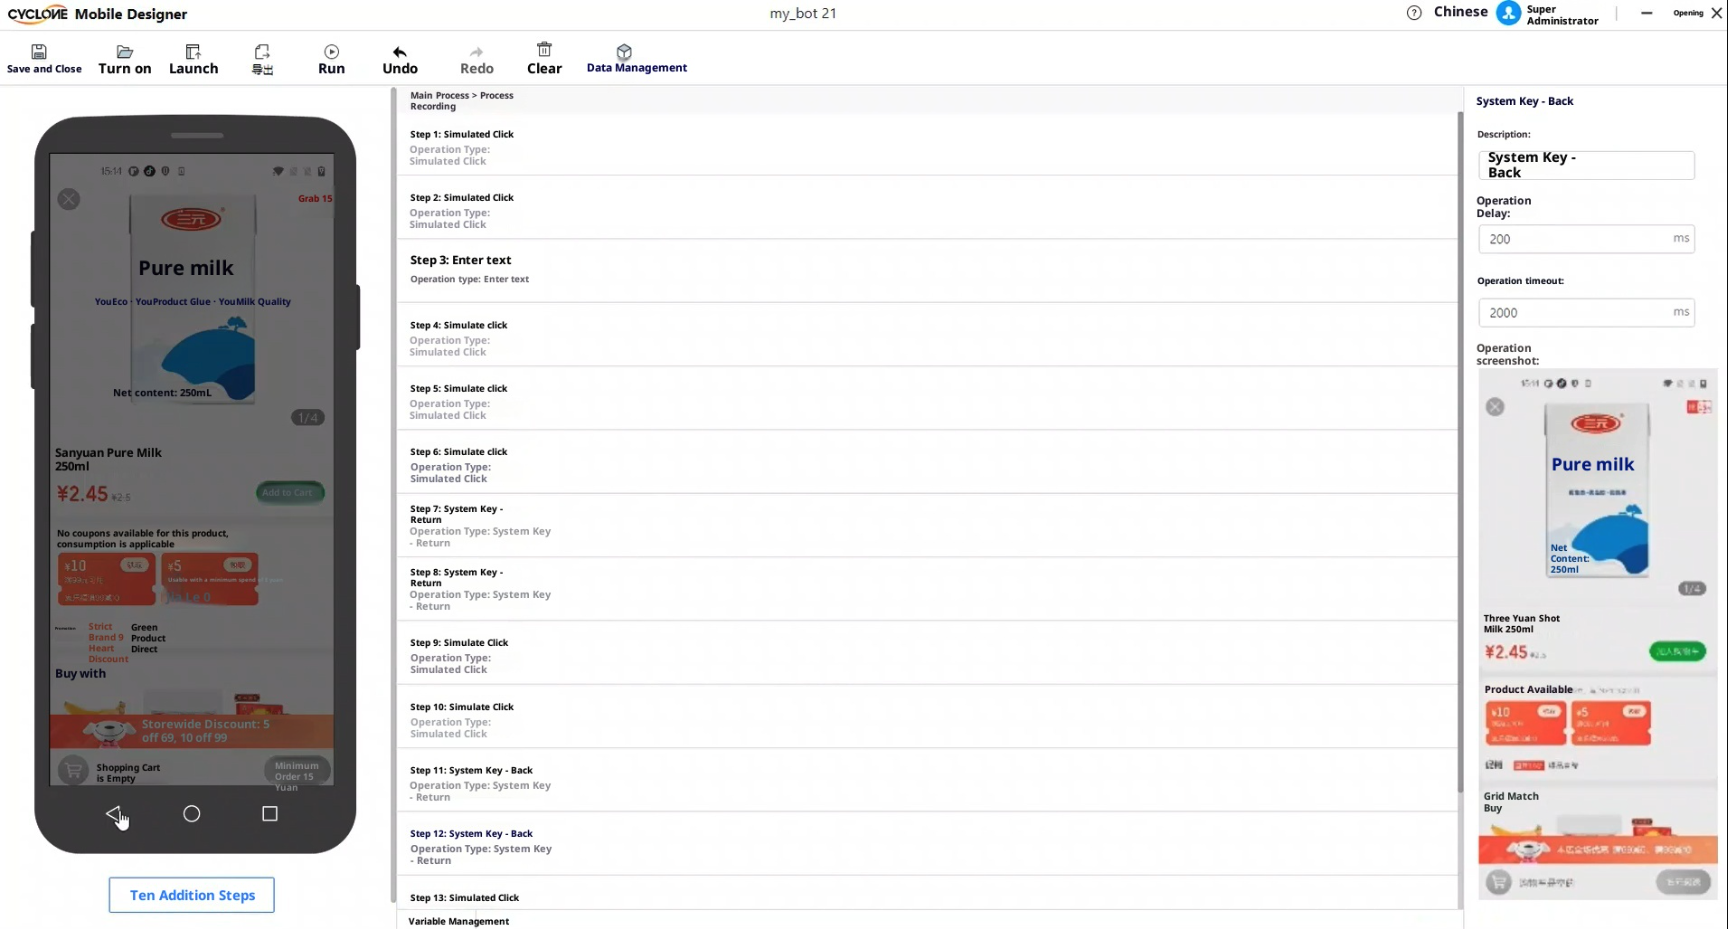 CYCLONE Mobile Designer
my_bot 21
Chinese
Super
Administrator
Opening
Save and Close
Turn on
Launch
导出
Run
Undo
Redo
Clear
Data Management
15:14
Grab 15
三元
Pure milk
YouEco · YouProduct Glue · YouMilk Quality
Net content: 250mL
1/4
Sanyuan Pure Milk
250ml
¥2.45 ¥2.5
Add to Cart
No coupons available for this product,
consumption is applicable
¥10
¥5
Usable with a minimum spend
Strict
Brand 9
Heart
Discount
Green
Product
Direct
Buy with
Storewide Discount: 5
off 69, 10 off 99
Shopping Cart
is Empty
Minimum
Order 15
Yuan
Ten Addition Steps
Main Process > Process
Recording
Step 1: Simulated Click
Operation Type:
Simulated Click
Step 2: Simulated Click
Operation Type:
Simulated Click
Step 3: Enter text
Operation type: Enter text
Step 4: Simulate click
Operation Type:
Simulated Click
Step 5: Simulate click
Operation Type:
Simulated Click
Step 6: Simulate click
Operation Type:
Simulated Click
Step 7: System Key -
Return
Operation Type: System Key
- Return
Step 8: System Key -
Return
Operation Type: System Key
- Return
Step 9: Simulate Click
Operation Type:
Simulated Click
Step 10: Simulate Click
Operation Type:
Simulated Click
Step 11: System Key - Back
Operation Type: System Key
- Return
Step 12: System Key - Back
Operation Type: System Key
- Return
Step 13: Simulated Click
Variable Management
System Key - Back
Description:
System Key -
Back
Operation
Delay:
200 ms
Operation timeout:
2000 ms
Operation
screenshot:
三元
Pure milk
Net
Content:
250ml
1/4
Three Yuan Shot
Milk 250ml
¥2.45
Product Available
¥10
¥5
Grid Match
Buy